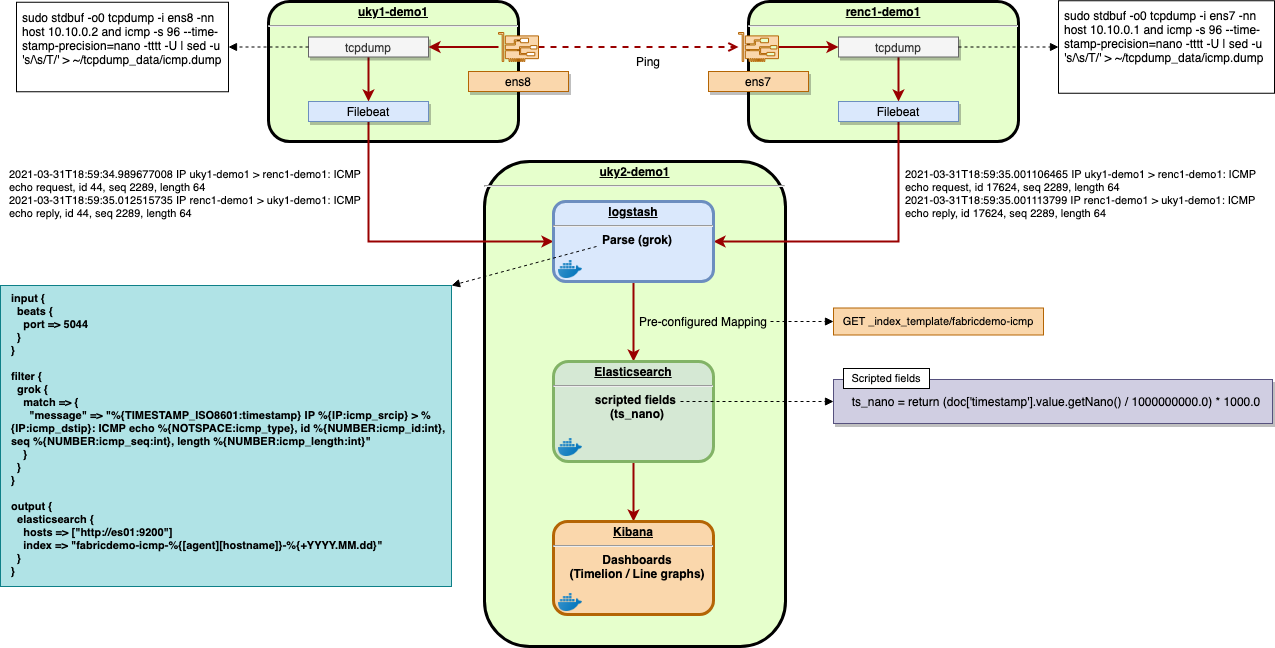 sudo stdbuf -o0 tcpdump -i ens8 -nn
host 10.10.0.2 and icmp -s 96 --time-
stamp-precision=nano -tttt -U | sed -u
's/\s/T/' > ~/tcpdump_data/icmp.dump
uky1-demo1
tcpdump
ens8
Filebeat
Ping
renc1-demo1
tcpdump
ens7
Filebeat
sudo stdbuf -o0 tcpdump -i ens7 -nn
host 10.10.0.1 and icmp -s 96 --time-
stamp-precision=nano -tttt -U | sed -u
's/\s/T/' > ~/tcpdump_data/icmp.dump
2021-03-31T18:59:34.989677008 IP uky1-demo1 > renc1-demo1: ICMP
echo request, id 44, seq 2289, length 64
2021-03-31T18:59:35.012515735 IP renc1-demo1 > uky1-demo1: ICMP
echo reply, id 44, seq 2289, length 64
2021-03-31T18:59:35.001106465 IP uky1-demo1 > renc1-demo1: ICMP
echo request, id 17624, seq 2289, length 64
2021-03-31T18:59:35.001113799 IP renc1-demo1 > uky1-demo1: ICMP
echo reply, id 17624, seq 2289, length 64
uky2-demo1
logstash
Parse (grok)
Pre-configured Mapping
GET _index_template/fabricdemo-icmp
Elasticsearch
scripted fields
(ts_nano)
Scripted fields
ts_nano = return (doc['timestamp'].value.getNano() / 1000000000.0) * 1000.0
Kibana
Dashboards
(Timelion / Line graphs)
input {
beats {
port => 5044
}
}
filter {
grok {
match => {
"message" => "%{TIMESTAMP_ISO8601:timestamp} IP %{IP:icmp_srcip} > %
{IP:icmp_dstip}: ICMP echo %{NOTSPACE:icmp_type}, id %{NUMBER:icmp_id:int},
seq %{NUMBER:icmp_seq:int}, length %{NUMBER:icmp_length:int}"
}
}
}
output {
elasticsearch {
hosts => ["http://es01:9200"]
index => "fabricdemo-icmp-%{[agent][hostname]}-%{+YYYY.MM.dd}"
}
}